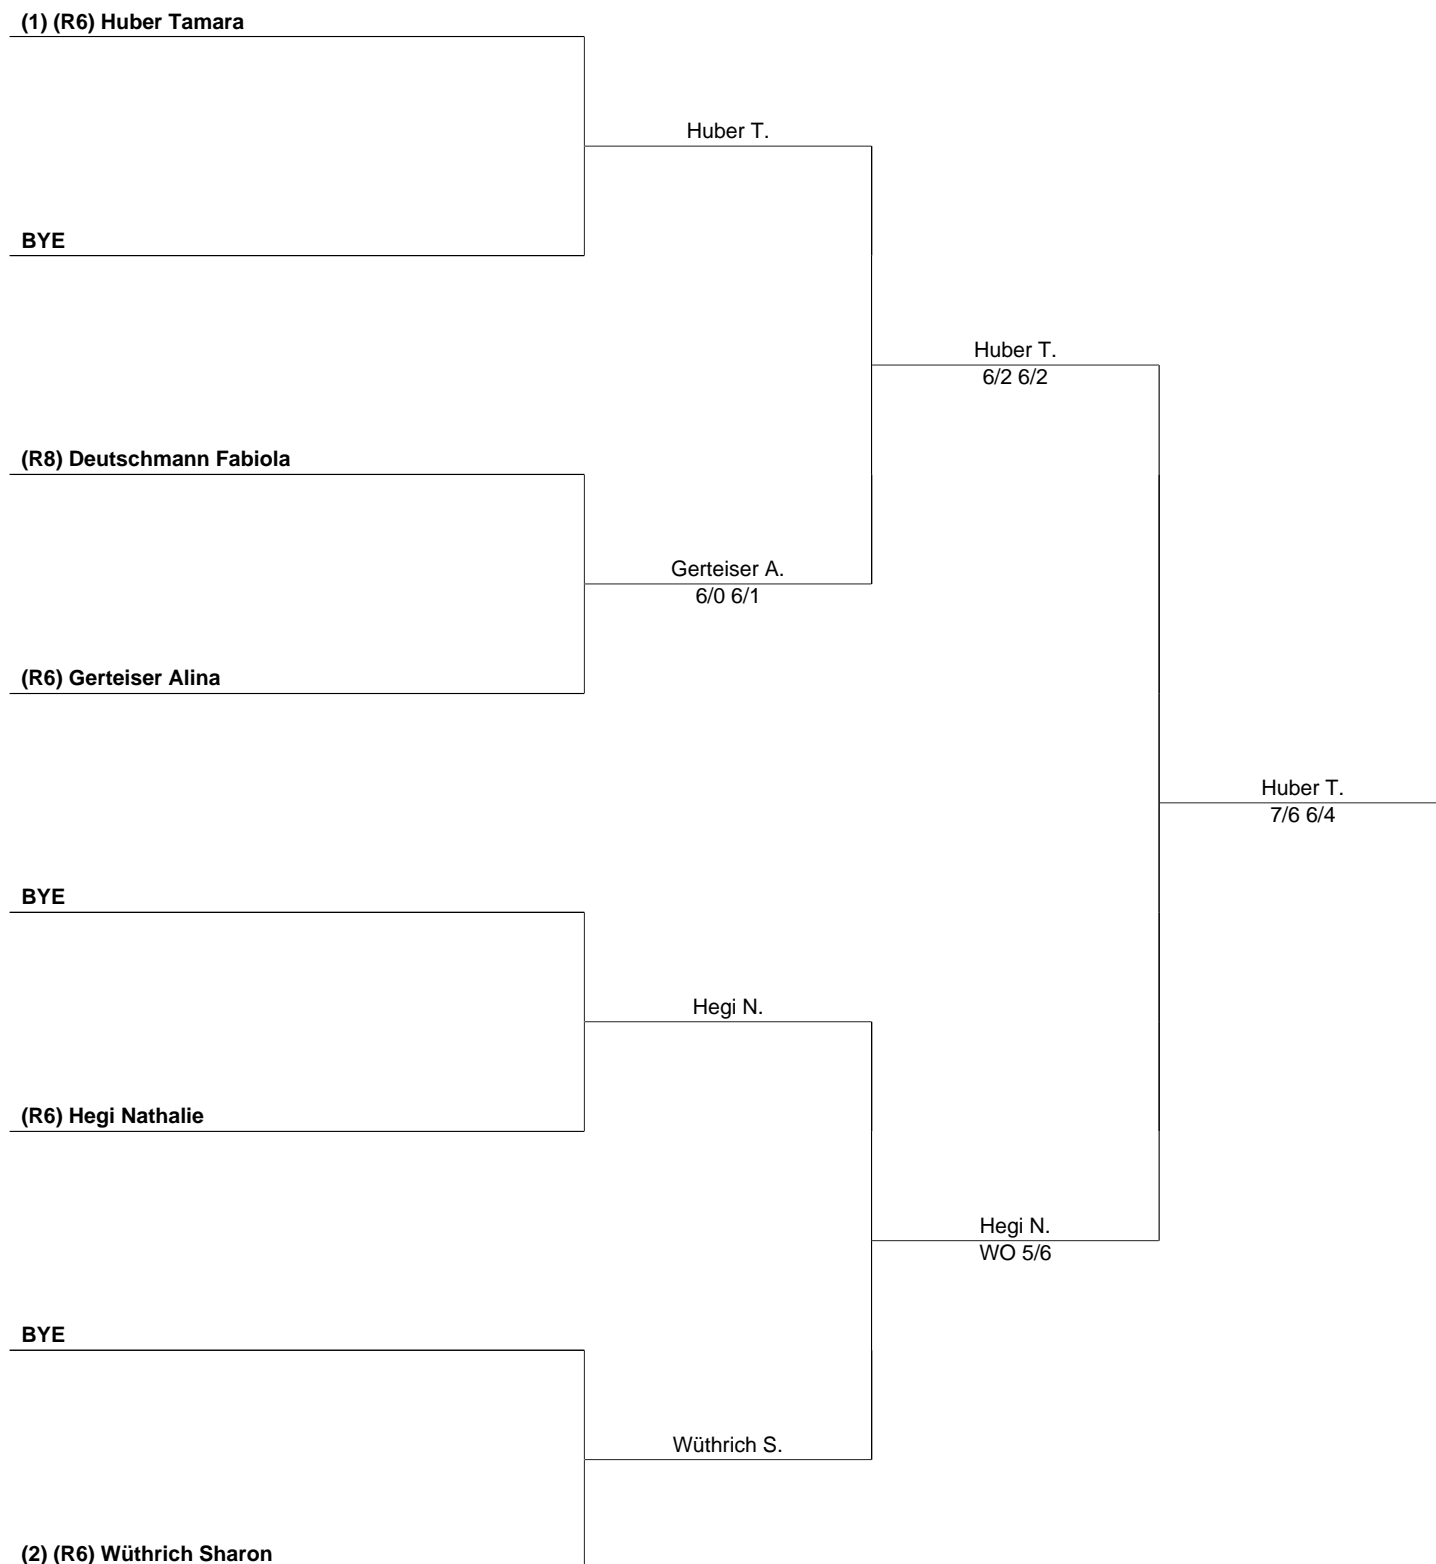 (1) (R6) Huber Tamara
Huber T.
BYE
Huber T.
6/2 6/2
(R8) Deutschmann Fabiola
Gerteiser A.
6/0 6/1
(R6) Gerteiser Alina
Huber T.
7/6 6/4
BYE
Hegi N.
(R6) Hegi Nathalie
Hegi N.
WO 5/6
BYE
Wüthrich S.
(2) (R6) Wüthrich Sharon